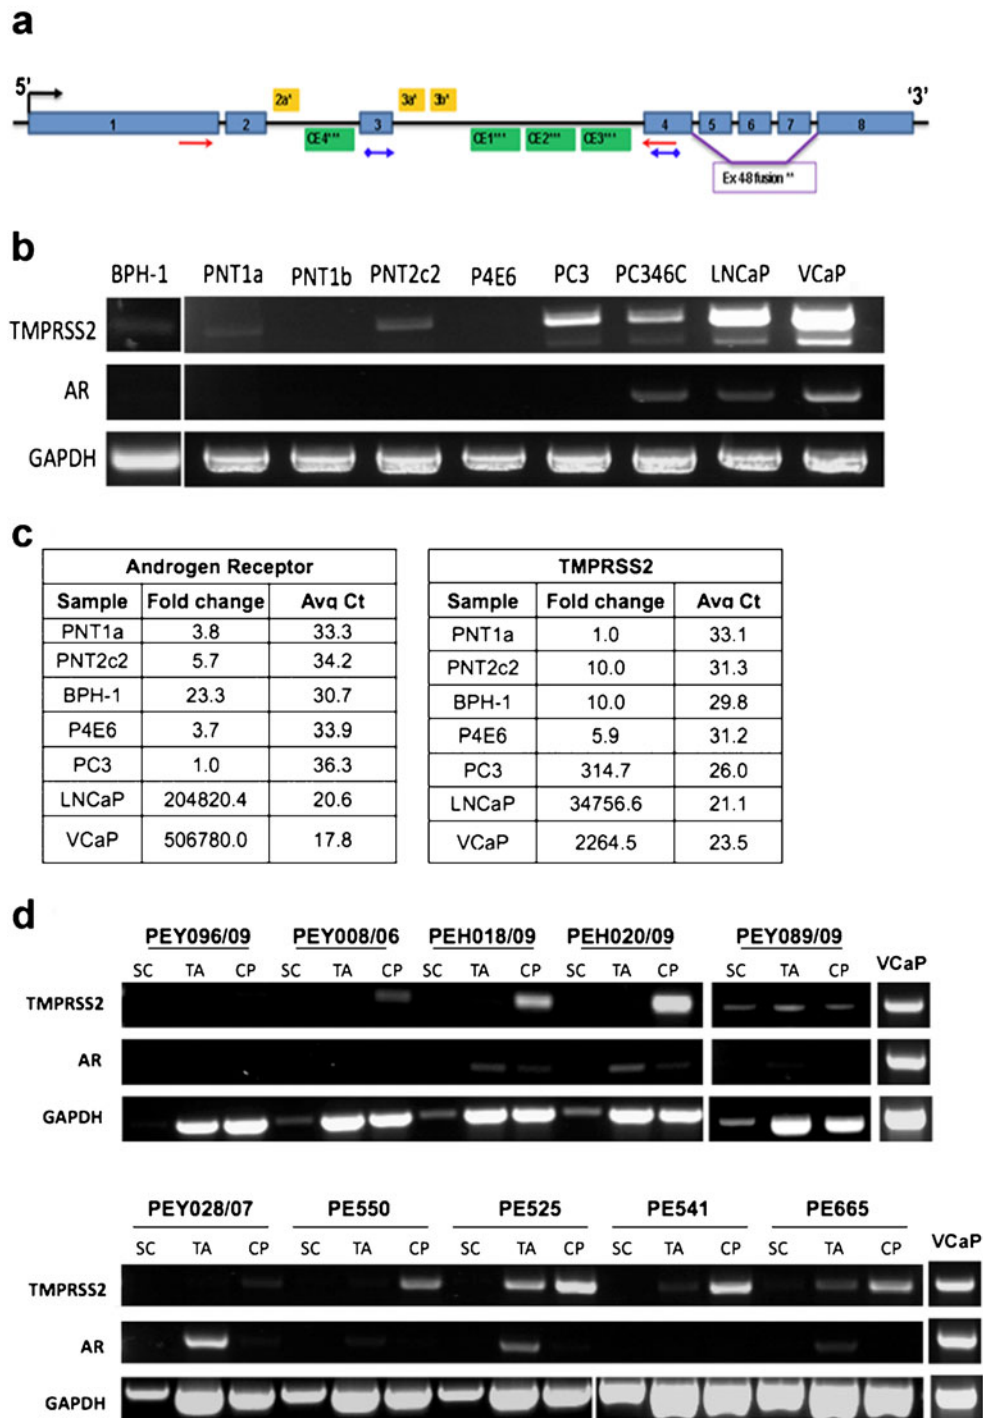 a
5'
'3'
2a*
3a*
3b*
1
2
3
4
5
6
7
8
CE4***
CE1***
CE2***
CE3***
Ex 48 fusion **
b
BPH-1 PNT1a PNT1b PNT2c2 P4E6 PC3 PC346C LNCaP VCaP
TMPRSS2
AR
GAPDH
c
Androgen Receptor
Sample Fold change Avg Ct
PNT1a 3.8 33.3
PNT2c2 5.7 34.2
BPH-1 23.3 30.7
P4E6 3.7 33.9
PC3 1.0 36.3
LNCaP 204820.4 20.6
VCaP 506780.0 17.8
TMPRSS2
Sample Fold change Avg Ct
PNT1a 1.0 33.1
PNT2c2 10.0 31.3
BPH-1 10.0 29.8
P4E6 5.9 31.2
PC3 314.7 26.0
LNCaP 34756.6 21.1
VCaP 2264.5 23.5
d
PEY096/09 PEY008/06 PEH018/09 PEH020/09 PEY089/09
SC TA CP SC TA CP SC TA CP SC TA CP SC TA CP VCaP
TMPRSS2
AR
GAPDH
PEY028/07 PE550 PE525 PE541 PE665
SC TA CP SC TA CP SC TA CP SC TA CP SC TA CP VCaP
TMPRSS2
AR
GAPDH